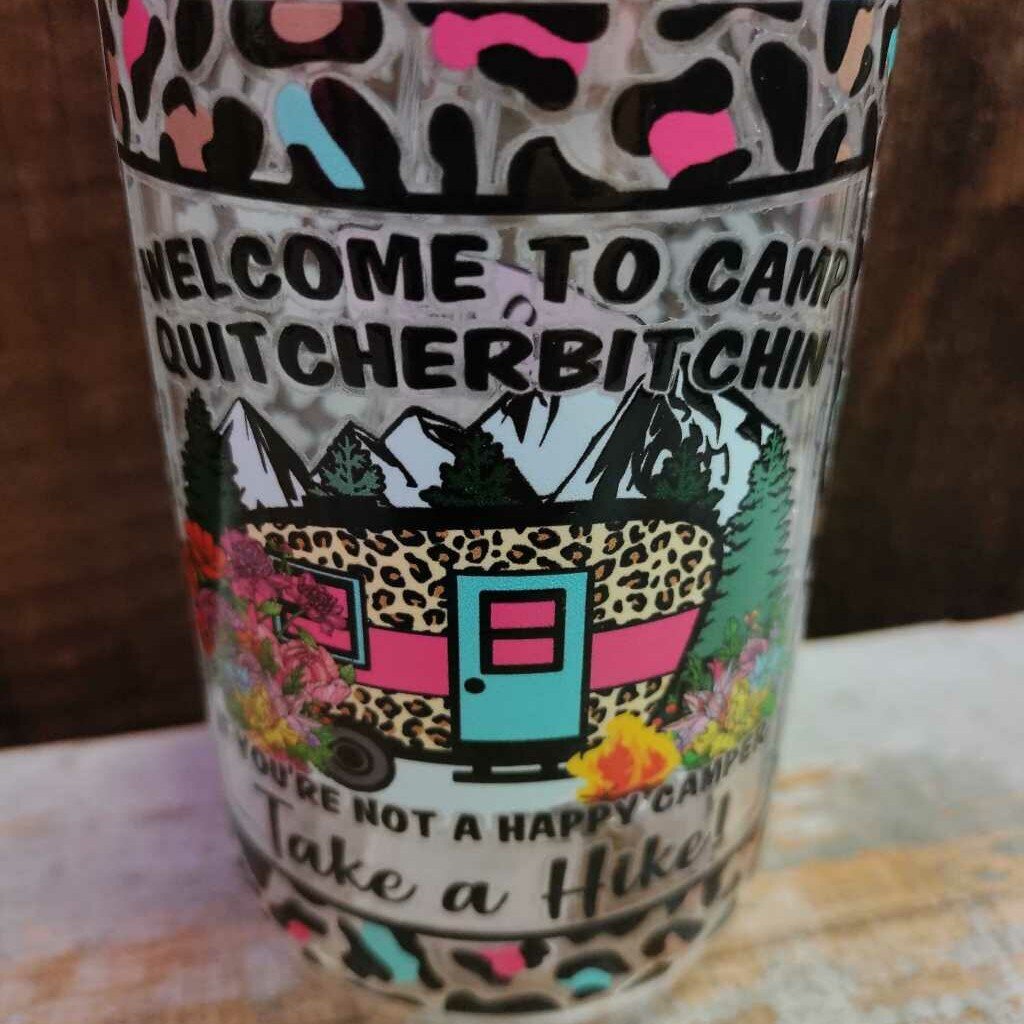 WELCOME TO CAMP
QUITCHERBITCHIN
YOU'RE NOT A HAPPY CAMPER
Take a Hike!